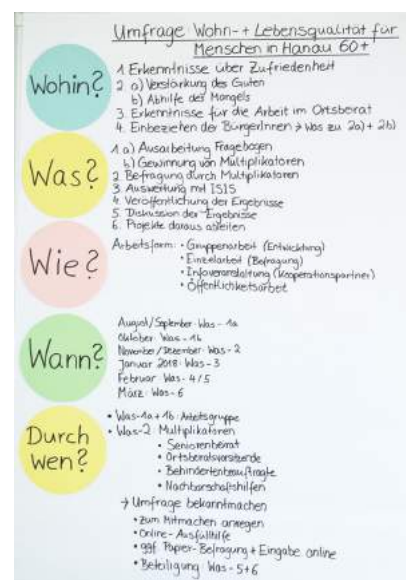 Umfrage Wohn- + Lebensqualität für
Menschen in Hanau 60+
Wohin?
1. Erkenntnisse über Zufriedenheit
2. a) Verstärkung des Guten
b) Abhilfe des Mangels
3. Erkenntnisse für die Arbeit im Ortsbeirat
4. Einbeziehen der BürgerInnen → Was zu 2a) + 2b)
Was?
1. a) Ausarbeitung Fragebogen
b) Gewinnung von Multiplikatoren
2. Befragung durch Multiplikatoren
3. Auswertung mit ISIS
4. Veröffentlichung der Ergebnisse
5. Diskussion der Ergebnisse
6. Projekte daraus ableiten
Wie?
Arbeitsform: • Gruppenarbeit (Entwicklung)
• Einzelarbeit (Befragung)
• Infoveranstaltung (Kooperationspartner)
• Öffentlichkeitsarbeit
Wann?
August/September: Was - 1a
Oktober: Was - 1b
November/Dezember: Was - 2
Januar 2018: Was - 3
Februar: Was - 4/5
März: Was - 6
Durch wen?
• Was-1a + 1b: Arbeitsgruppe
• Was-2: Multiplikatoren
• Seniorenbeirat
• Ortsbeiratsvorsitzende
• Behindertenbeauftragte
• Nachbarschaftshilfen
→ Umfrage bekanntmachen
• zum Mitmachen anregen
• Online-Ausfüllhilfe
• ggf. Papier-Befragung + Eingabe online
• Beteiligung: Was - 5+6